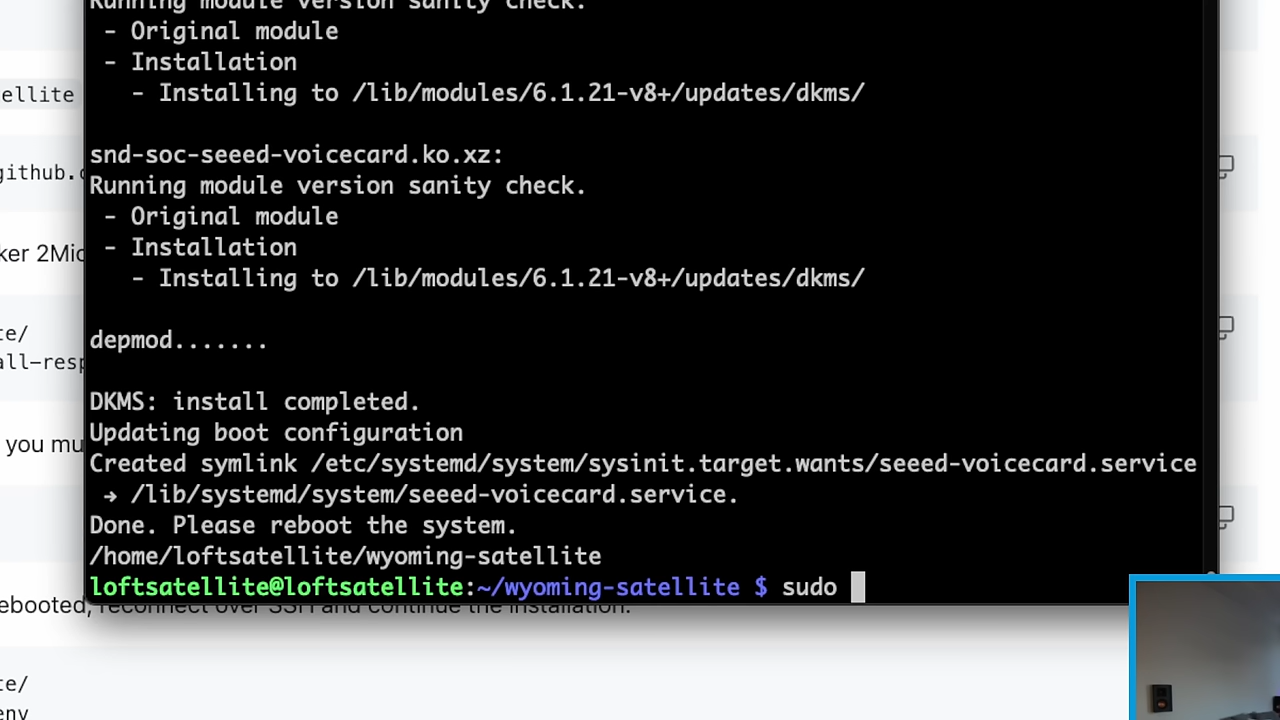 Running module version sanity check.
- Original module
- Installation
- Installing to /lib/modules/6.1.21-v8+/updates/dkms/
snd-soc-seeed-voicecard.ko.xz:
Running module version sanity check.
- Original module
- Installation
- Installing to /lib/modules/6.1.21-v8+/updates/dkms/
depmod.......
DKMS: install completed.
Updating boot configuration
Created symlink /etc/systemd/system/sysinit.target.wants/seeed-voicecard.service
→ /lib/systemd/system/seeed-voicecard.service.
Done. Please reboot the system.
/home/loftsatellite/wyoming-satellite
loftsatellite@loftsatellite:~/wyoming-satellite $ sudo
ellite
github.
ker 2Mic
te/
all-resp
you mu
ebooted, reconnect over SSH and continue the installation.
te/
env